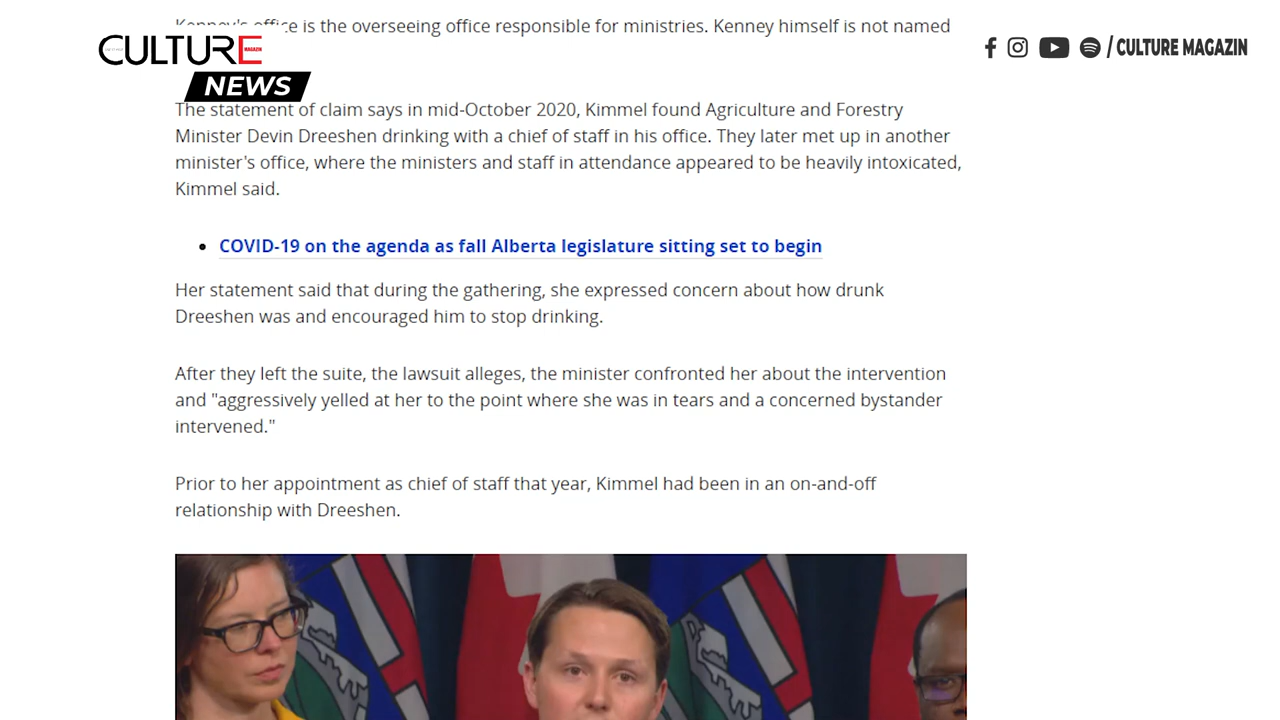 Kenney's office is the overseeing office responsible for ministries. Kenney himself is not named
CULTURE
MAGAZIN
NEWS
/ CULTURE MAGAZIN
The statement of claim says in mid-October 2020, Kimmel found Agriculture and Forestry
Minister Devin Dreeshen drinking with a chief of staff in his office. They later met up in another
minister's office, where the ministers and staff in attendance appeared to be heavily intoxicated,
Kimmel said.
• COVID-19 on the agenda as fall Alberta legislature sitting set to begin
Her statement said that during the gathering, she expressed concern about how drunk
Dreeshen was and encouraged him to stop drinking.
After they left the suite, the lawsuit alleges, the minister confronted her about the intervention
and "aggressively yelled at her to the point where she was in tears and a concerned bystander
intervened."
Prior to her appointment as chief of staff that year, Kimmel had been in an on-and-off
relationship with Dreeshen.